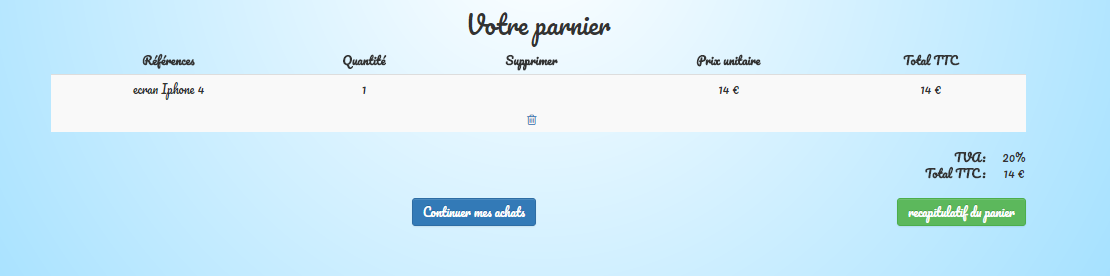 Votre parnier
Références Quantité Supprimer Prix unitaire Total TTC
ecran Iphone 4 1 14 € 14 €
TVA: 20%
Total TTC: 14 €
Continuer mes achats recapitulatif du panier